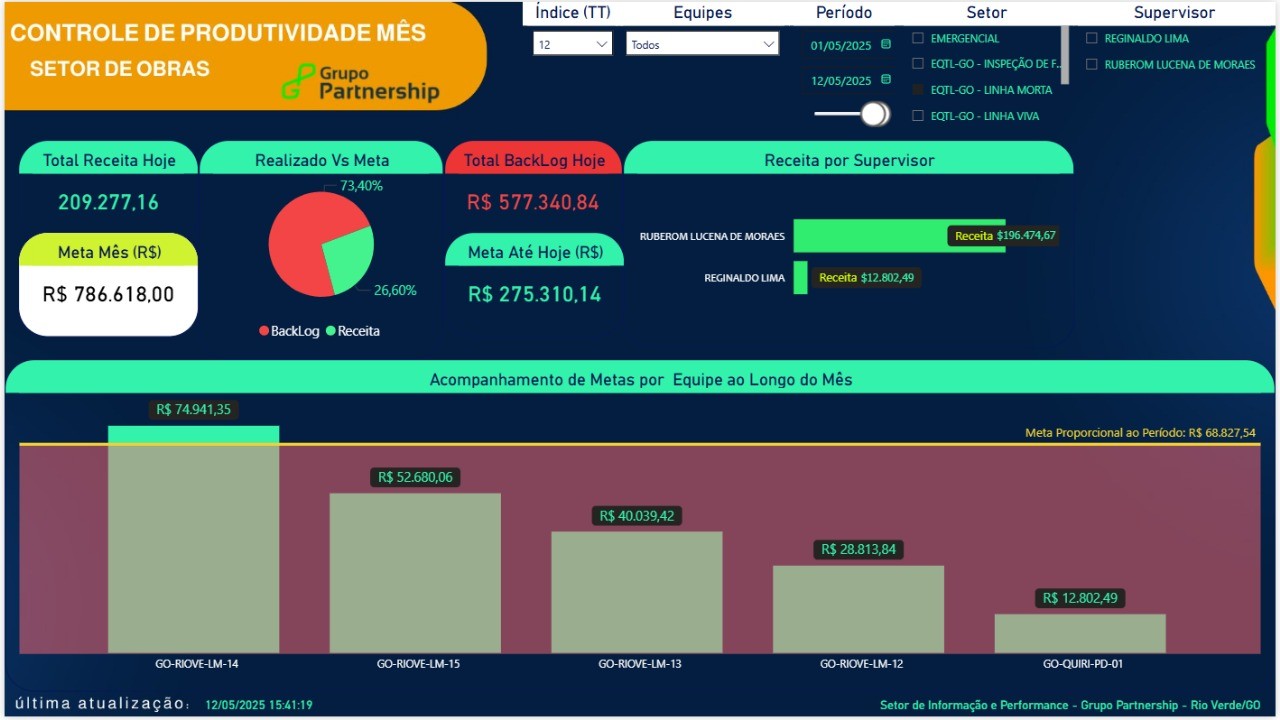 CONTROLE DE PRODUTIVIDADE MÊS
SETOR DE OBRAS
Grupo
Partnership
Índice (TT)
12
Equipes
Todos
Período
01/05/2025
12/05/2025
Setor
EMERGENCIAL
EQTL-GO - INSPEÇÃO DE F...
EQTL-GO - LINHA MORTA
EQTL-GO - LINHA VIVA
Supervisor
REGINALDO LIMA
RUBEROM LUCENA DE MORAES
Total Receita Hoje
209.277,16
Meta Mês (R$)
R$ 786.618,00
Realizado Vs Meta
73,40%
26,60%
BackLog Receita
Total BackLog Hoje
R$ 577.340,84
Meta Até Hoje (R$)
R$ 275.310,14
Receita por Supervisor
RUBEROM LUCENA DE MORAES Receita $196.474,67
REGINALDO LIMA Receita $12.802,49
Acompanhamento de Metas por Equipe ao Longo do Mês
R$ 74.941,35
Meta Proporcional ao Período: R$ 68.827,54
R$ 52.680,06
R$ 40.039,42
R$ 28.813,84
R$ 12.802,49
GO-RIOVE-LM-14 GO-RIOVE-LM-15 GO-RIOVE-LM-13 GO-RIOVE-LM-12 GO-QUIRI-PD-01
última atualização: 12/05/2025 15:41:19
Setor de Informação e Performance - Grupo Partnership - Rio Verde/GO